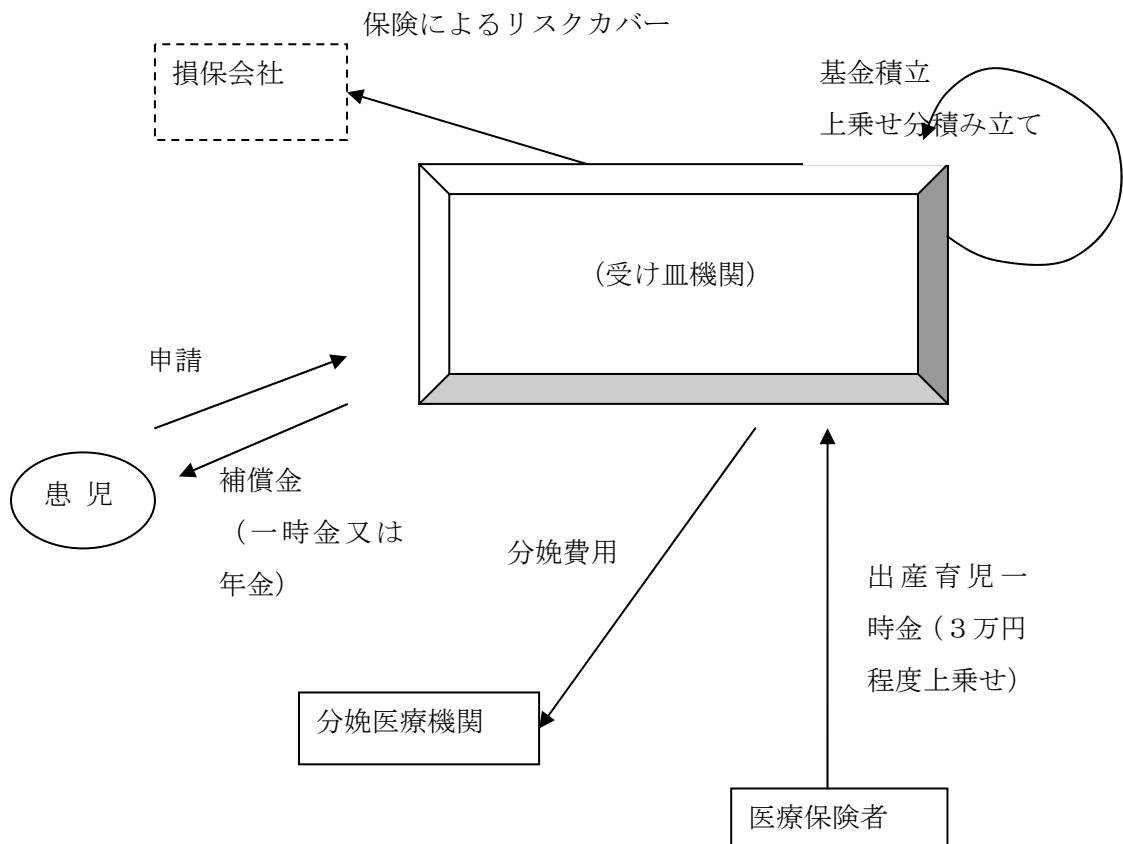 保険によるリスクカバー
損保会社
基金積立
上乗せ分積み立て
（受け皿機関）
申請
患 児
補償金
（一時金又は
年金）
分娩費用
出産育児一
時金（３万円
程度上乗せ）
分娩医療機関
医療保険者